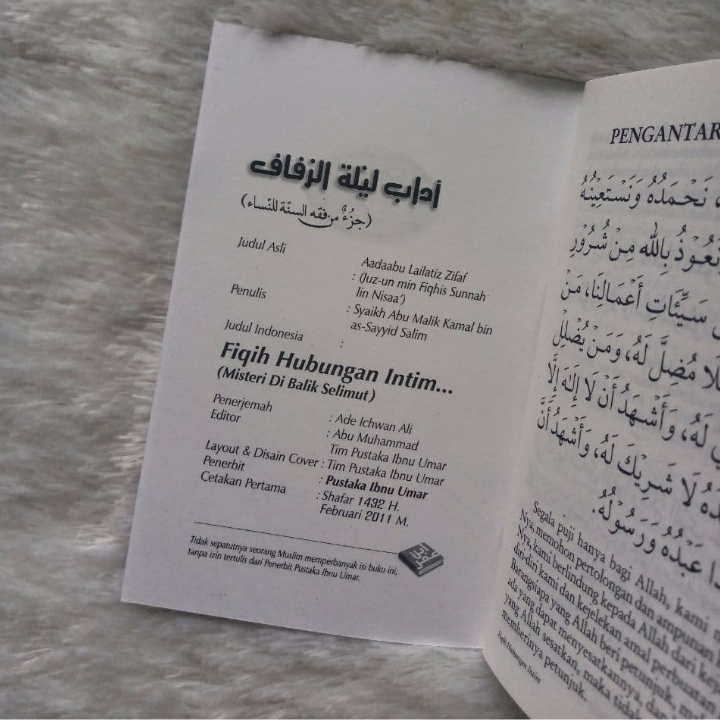 أداب ليلة الزفاف
(جزء من فقه السنة للنساء)
Judul Asli
Aadaabu Lailatiz Zifaf
: (Juz-un min Fiqhis Sunnah
lin Nisaa')
Penulis
: Syaikh Abu Malik Kamal bin
as-Sayyid Salim
Judul Indonesia :
Fiqih Hubungan Intim...
(Misteri Di Balik Selimut)
Penerjemah : Ade Ichwan Ali
Editor : Abu Muhammad
Tim Pustaka Ibnu Umar
Layout & Disain Cover : Tim Pustaka Ibnu Umar
Penerbit : Pustaka Ibnu Umar
Cetakan Pertama : Shafar 1432 H.
Februari 2011 M.
Tidak sepatutnya seorang Muslim memperbanyak isi buku ini,
tanpa izin tertulis dari Penerbit Pustaka Ibnu Umar.
PENGANTAR
، نَحْمَدُهُ وَنَسْتَعِينُهُ
نَعُوْذُ بِاللهِ مِنْ شُرُوْرِ
سَيِّئَاتِ أَعْمَالِنَا، مَنْ
فَلَا مُضِلَّ لَهُ، وَمَنْ يُضْلِلْ
لَهُ، وَأَشْهَدُ أَنْ لَا إِلَهَ إِلَّا
لَا شَرِيْكَ لَهُ، وَأَشْهَدُ أَنَّ
عَبْدُهُ وَرَسُوْلُهُ.
Segala puji hanya bagi Allah, kami
Nya, memohon pertolongan dan ampunan
Nya, kami berlindung kepada Allah dari
diri-diri kami dan kejelekan amal perbuatan
Barangsiapa yang Allah beri petunjuk,
ada yang dapat menyesatkannya, dan
yang Allah sesatkan, maka tidak
memberinya petunjuk.
Fiqih Hubungan Intim